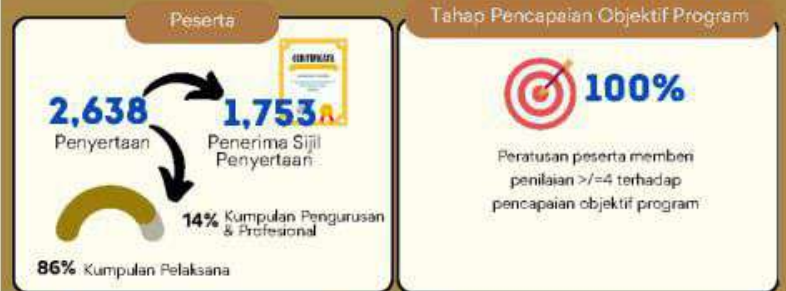 Peserta
CERTIFICATE
2,638
Penyertaan
1,753
Penerima Sijil
Penyertaan
14% Kumpulan Pengurusan
& Profesional
86% Kumpulan Pelaksana
Tahap Pencapaian Objektif Program
100%
Peratusan peserta memberi
penilaian >/=4 terhadap
pencapaian objektif program